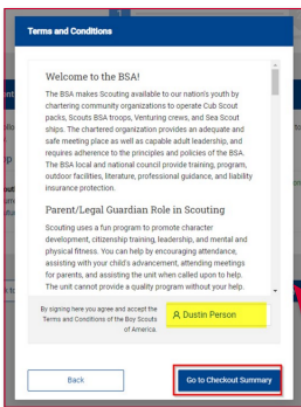 Terms and Conditions
Welcome to the BSA!
The BSA makes Scouting available to our nation's youth by
chartering community organizations to operate Cub Scout
packs, Scouts BSA troops, Venturing crews, and Sea Scout
ships. The chartered organization provides an adequate and
safe meeting place as well as capable adult leadership, and
requires adherence to the principles and policies of the BSA.
The BSA local and national council provide training, program,
outdoor facilities, literature, professional guidance, and liability
insurance protection.
Parent/Legal Guardian Role in Scouting
Scouting uses a fun program to promote character
development, citizenship training, leadership, and mental and
physical fitness. You can help by encouraging attendance,
assisting with your child's advancement, attending meetings
for parents, and assisting the unit when called upon to help.
The unit cannot provide a quality program without your help.
By signing here you agree and accept the
Terms and Conditions of the Boy Scouts
of America.
Dustin Person
Back
Go to Checkout Summary